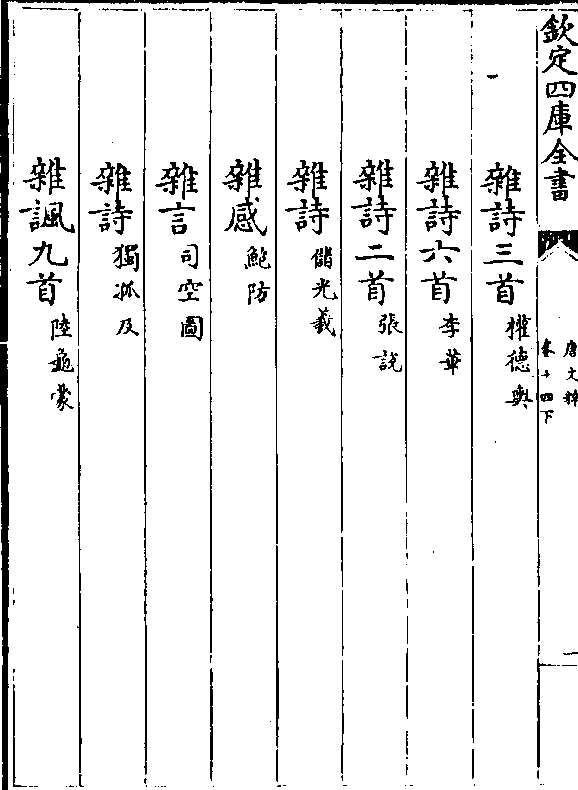 欽定四庫全書
唐文粹
卷十四下
一
雜詩三首 權德輿
雜詩六首 李華
雜詩二首 張說
雜詩 儲光羲
雜感 鮑防
雜言 司空圖
雜詩 獨孤及
雜諷九首 陸龜蒙